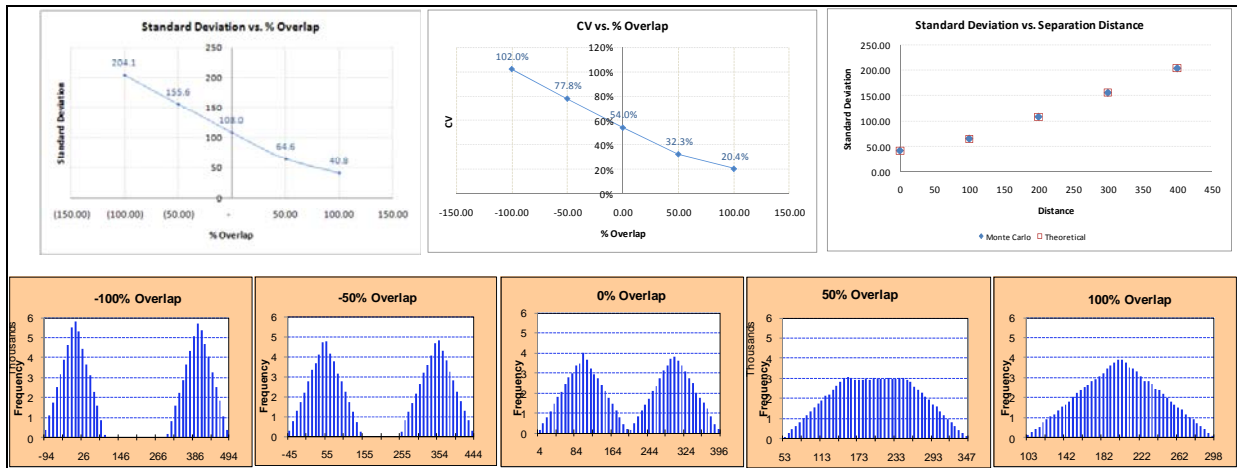 Standard Deviation vs. % Overlap
250
200
150
100
50
0
204.1
155.6
108.0
64.6
40.8
Standard Deviation
(150.00) (100.00) (50.00) - 50.00 100.00 150.00
% Overlap
CV vs. % Overlap
120%
100%
80%
60%
40%
20%
0%
102.0%
77.8%
54.0%
32.3%
20.4%
CV
-150.00 -100.00 -50.00 0.00 50.00 100.00 150.00
% Overlap
Standard Deviation vs. Separation Distance
250.00
200.00
150.00
100.00
50.00
0.00
Standard Deviation
0 50 100 150 200 250 300 350 400 450
Distance
Monte Carlo Theoretical
-100% Overlap
Thousands
Frequency
6
5
4
3
2
1
0
-94 26 146 266 386 494
-50% Overlap
Frequency
6
5
4
3
2
1
0
-45 55 155 255 354 444
0% Overlap
Frequency
6
5
4
3
2
1
0
4 84 164 244 324 396
50% Overlap
Frequency
6
5
4
3
2
1
0
53 113 173 233 293 347
100% Overlap
Frequency
6
5
4
3
2
1
0
103 142 182 222 262 298